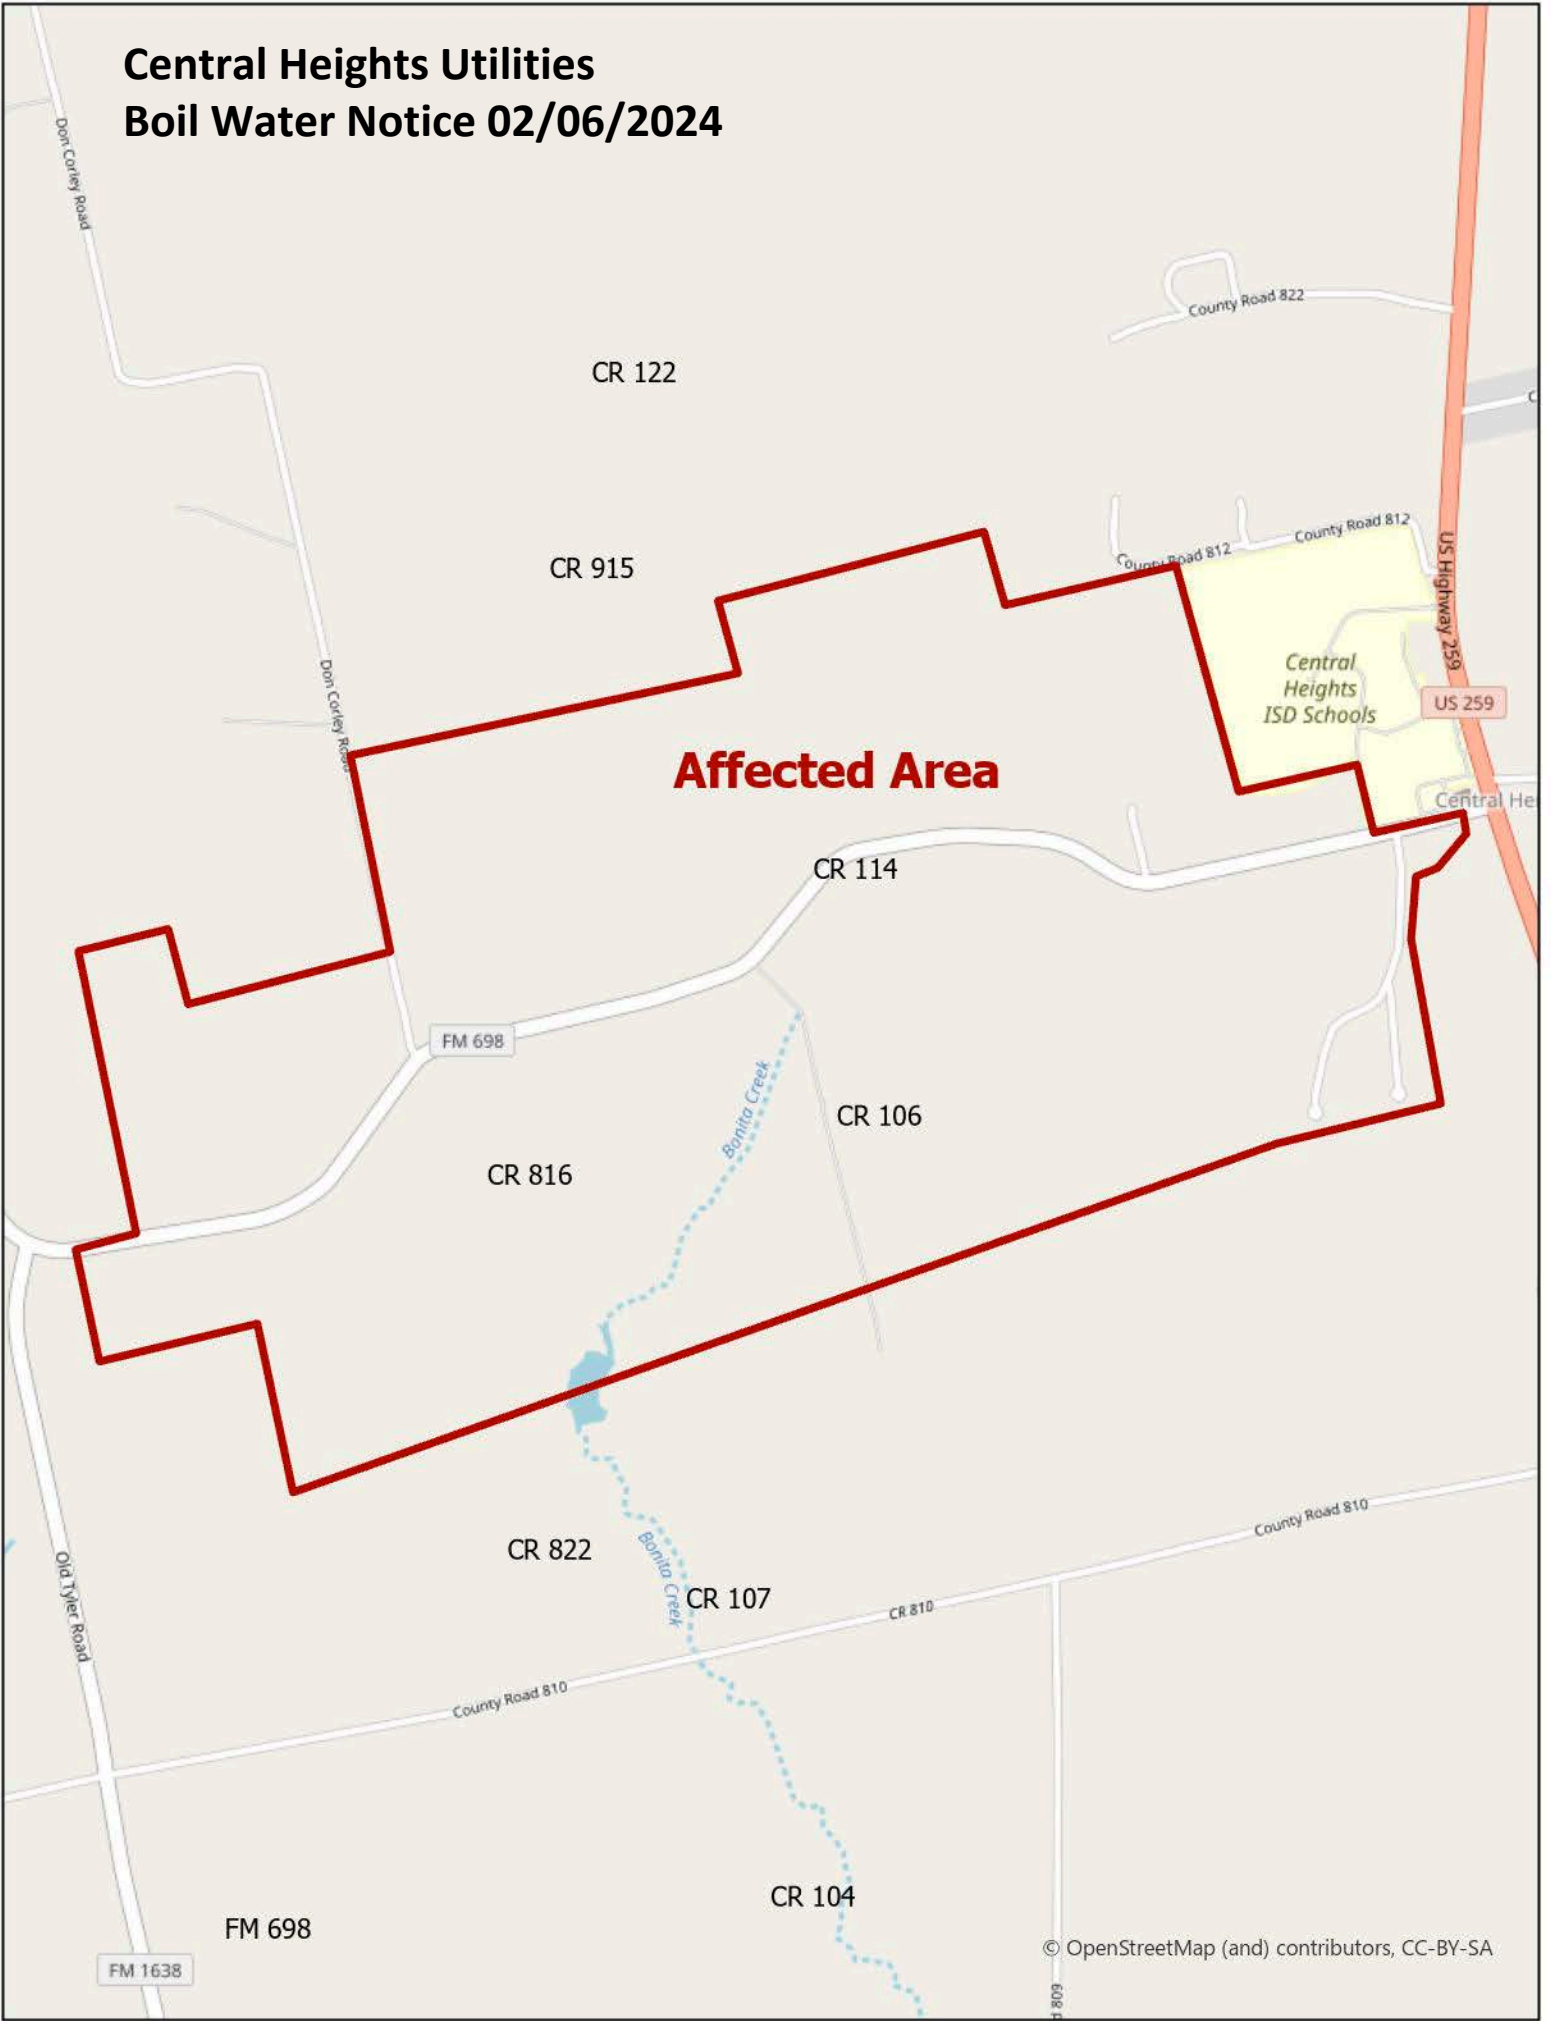 Central Heights Utilities
Boil Water Notice 02/06/2024
Don Corley Road
County Road 822
CR 122
C
County Road 812
County Road 812
US Highway 259
CR 915
Don Corley Road
Central
Heights
ISD Schools
US 259
Affected Area
Central He
CR 114
FM 698
Bonita Creek
CR 106
CR 816
County Road 810
CR 822
Bonita Creek
CR 107
Old Tyler Road
CR 810
County Road 810
CR 104
FM 698
© OpenStreetMap (and) contributors, CC-BY-SA
FM 1638
d 809